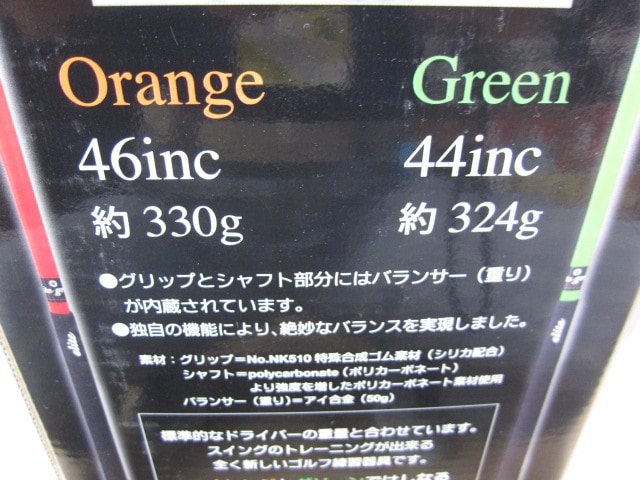 Orange Green
46inc 44inc
約 330g 約 324g
●グリップとシャフト部分にはバランサー（重り）
が内蔵されています。
●独自の機能により、絶妙なバランスを実現しました。
素材：グリップ＝No.NK510 特殊合成ゴム素材（シリカ配合）
シャフト＝polycarbonate（ポリカーボネート）
より強度を増したポリカーボネート素材使用
バランサー（重り）＝アイ合金（50g）
標準的なドライバーの重量と合わせています。
スイングのトレーニングが出来る
全く新しいゴルフ練習器具です。
elite
elite